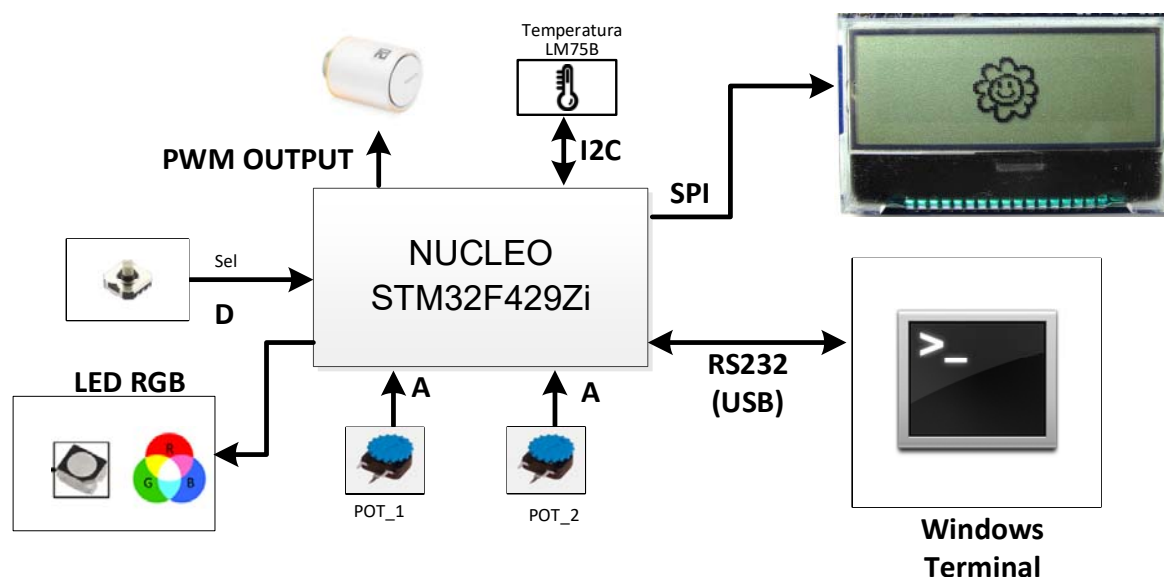 Temperatura
LM75B
PWM OUTPUT
I2C
SPI
NUCLEO
STM32F429Zi
Sel
D
RS232
(USB)
>_
LED RGB
A
A
R
G
B
POT_1
POT_2
Windows
Terminal